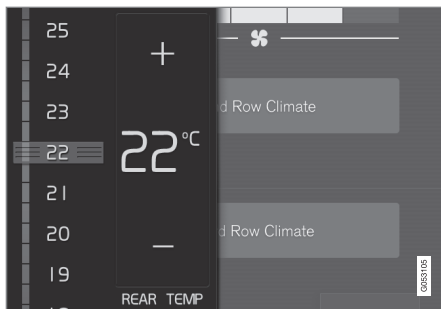 25
24
23
22
21
20
19
+
22°C
−
REAR TEMP
Row Climate
Row Climate
G053105